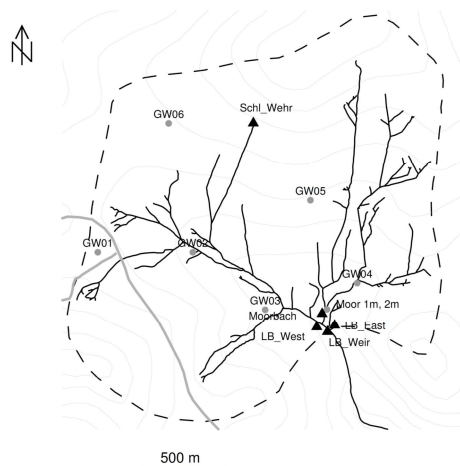 N
Schl_Wehr
GW06
GW05
GW01
GW02
GW04
GW03
Moor 1m, 2m
Moorbach
LB_East
LB_West
LB_Weir
500 m